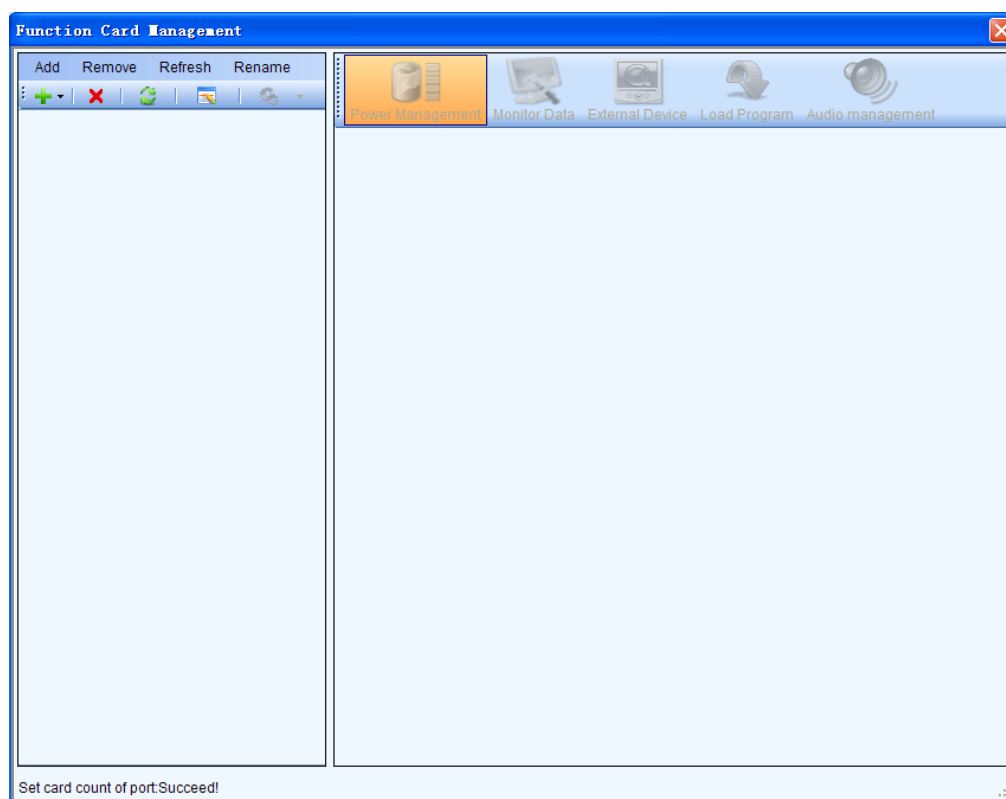 Function Card Management
Add Remove Refresh Rename
Power Management Monitor Data External Device Load Program Audio management
Set card count of port:Succeed!